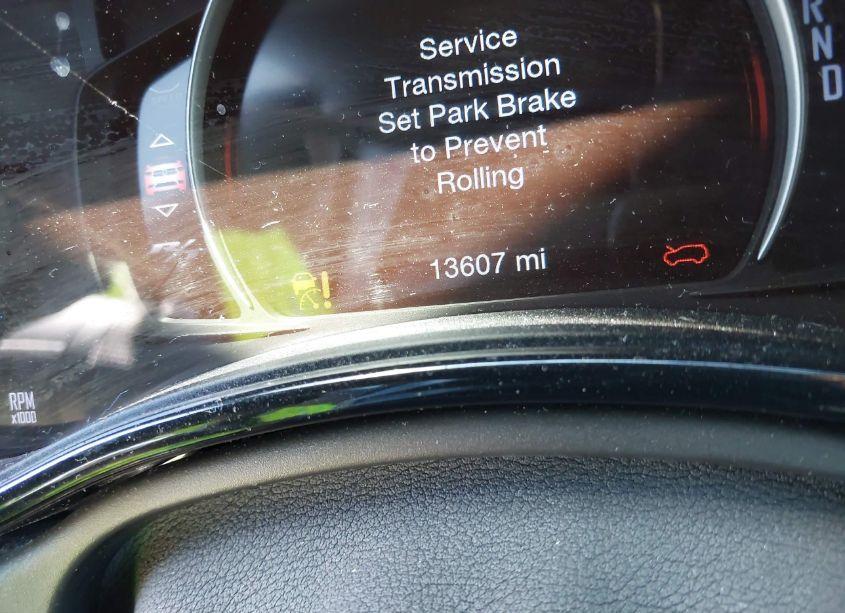 Service
Transmission
Set Park Brake
to Prevent
Rolling
13607 mi
R
N
D
RPM
x1000